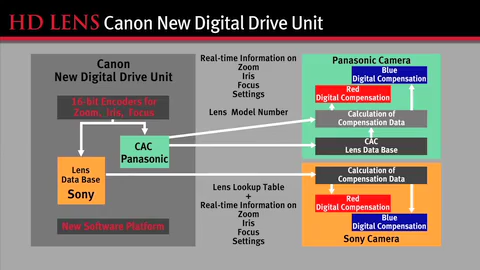 HD LENS Canon New Digital Drive Unit
Canon
New Digital Drive Unit
16-bit Encoders for
Zoom, Iris, Focus
CAC
Panasonic
Lens
Data Base
Sony
New Software Platform
Real-time Information on
Zoom
Iris
Focus
Settings
Lens Model Number
Lens Lookup Table
+
Real-time Information on
Zoom
Iris
Focus
Settings
Panasonic Camera
Blue
Digital Compensation
Red
Digital Compensation
Calculation of
Compensation Data
CAC
Lens Data Base
Calculation of
Compensation Data
Red
Digital Compensation
Blue
Digital Compensation
Sony Camera